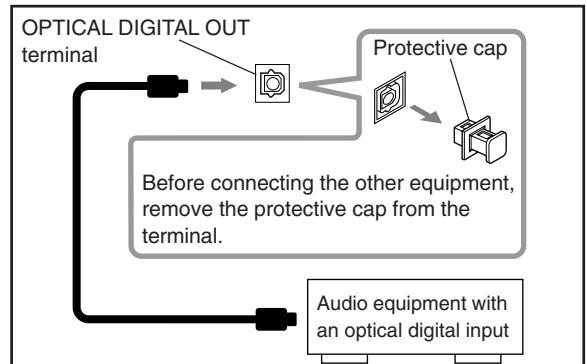 OPTICAL DIGITAL OUT
terminal
Protective cap
Before connecting the other equipment,
remove the protective cap from the
terminal.
Audio equipment with
an optical digital input